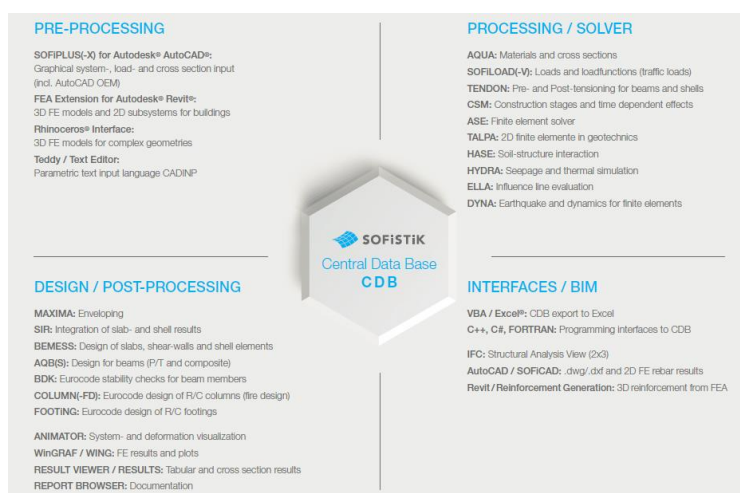 PRE-PROCESSING
SOFiPLUS(-X) for Autodesk® AutoCAD®:
Graphical system-, load- and cross section input
(incl. AutoCAD OEM)
FEA Extension for Autodesk® Revit®:
3D FE models and 2D subsystems for buildings
Rhinoceros® Interface:
3D FE models for complex geometries
Teddy / Text Editor:
Parametric text input language CADINP
PROCESSING / SOLVER
AQUA: Materials and cross sections
SOFiLOAD(-V): Loads and loadfunctions (traffic loads)
TENDON: Pre- and Post-tensioning for beams and shells
CSM: Construction stages and time dependent effects
ASE: Finite element solver
TALPA: 2D finite elemente in geotechnics
HASE: Soil-structure interaction
HYDRA: Seepage and thermal simulation
ELLA: Influence line evaluation
DYNA: Earthquake and dynamics for finite elements
SOFiSTiK
Central Data Base
CDB
DESIGN / POST-PROCESSING
MAXIMA: Enveloping
SIR: Integration of slab- and shell results
BEMESS: Design of slabs, shear-walls and shell elements
AQB(S): Design for beams (P/T and composite)
BDK: Eurocode stability checks for beam members
COLUMN(-FD): Eurocode design of R/C columns (fire design)
FOOTiNG: Eurocode design of R/C footings
ANIMATOR: System- and deformation visualization
WinGRAF / WING: FE results and plots
RESULT VIEWER / RESULTS: Tabular and cross section results
REPORT BROWSER: Documentation
INTERFACES / BIM
VBA / Excel®: CDB export to Excel
C++, C#, FORTRAN: Programming interfaces to CDB
IFC: Structural Analysis View (2x3)
AutoCAD / SOFiCAD: .dwg/.dxf and 2D FE rebar results
Revit / Reinforcement Generation: 3D reinforcement from FEA